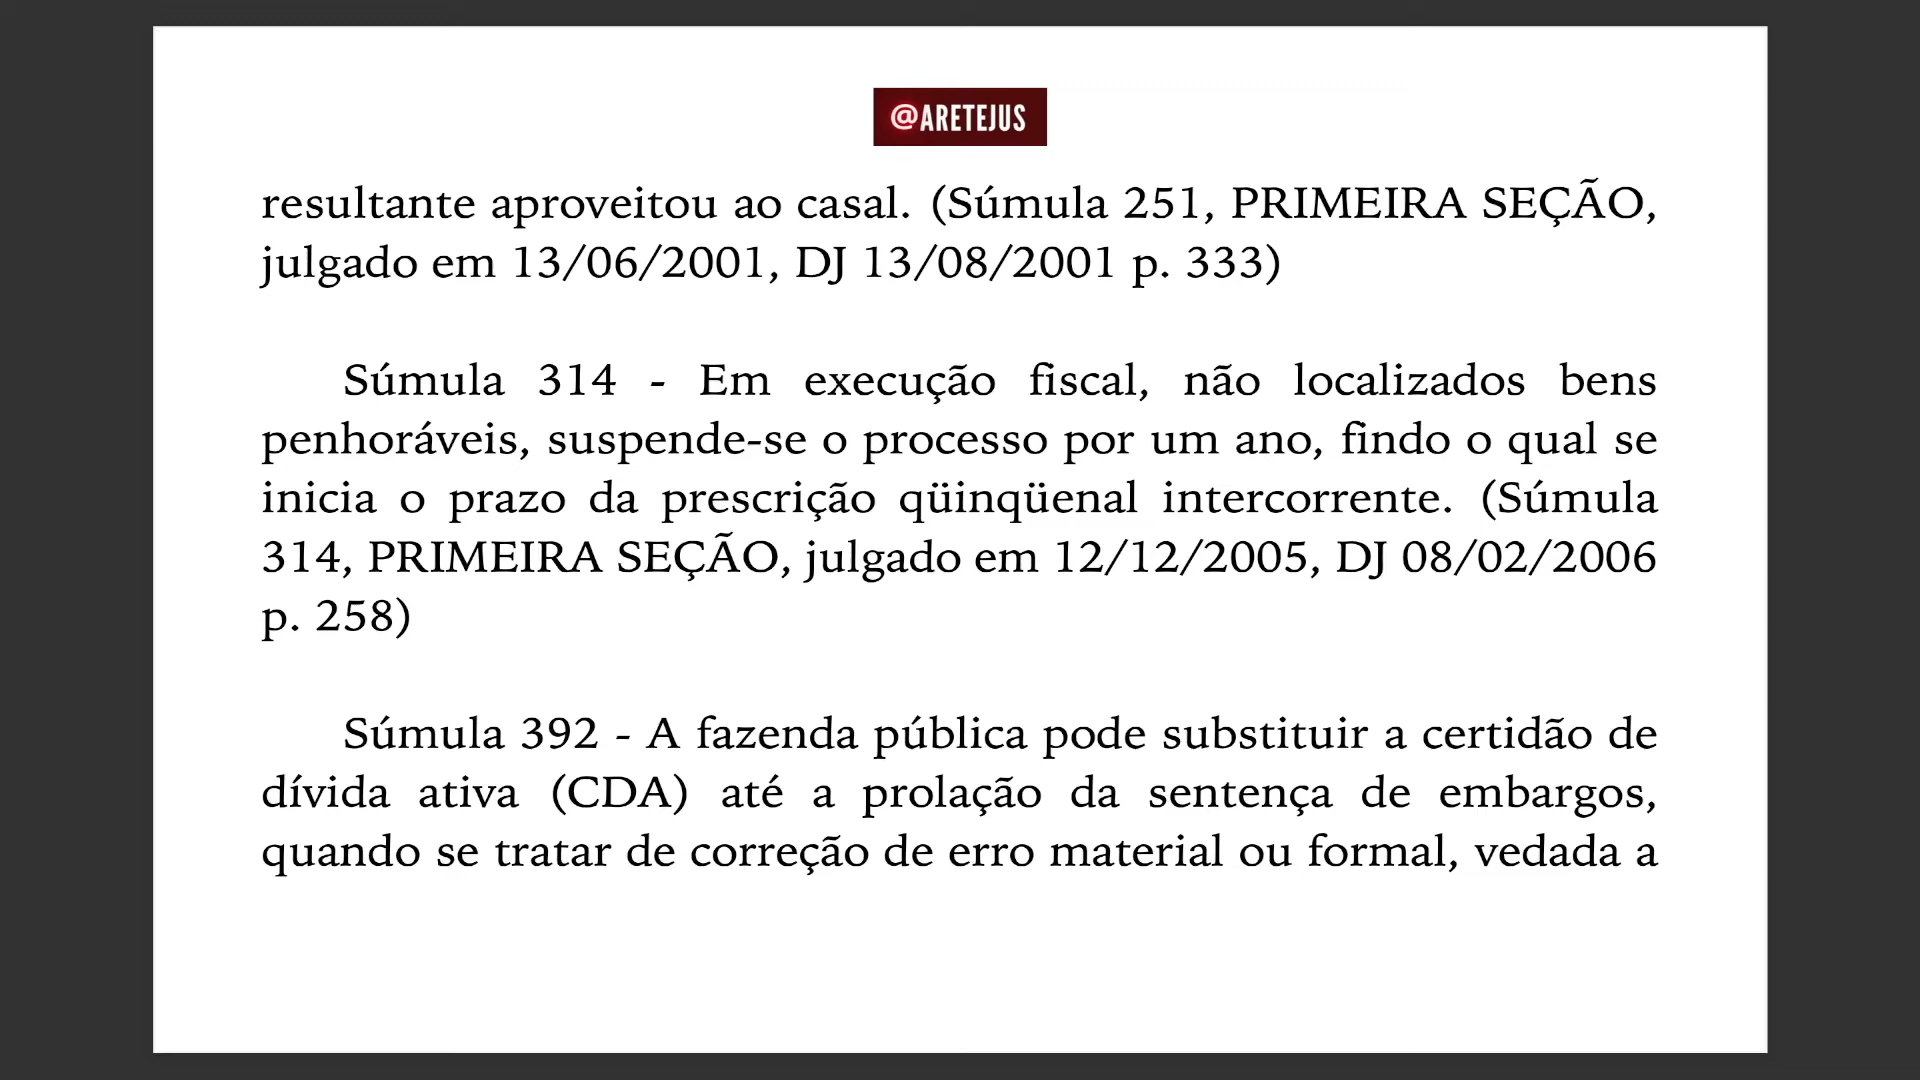 @ARETEJUS
resultante aproveitou ao casal. (Súmula 251, PRIMEIRA SEÇÃO,
julgado em 13/06/2001, DJ 13/08/2001 p. 333)
Súmula 314 - Em execução fiscal, não localizados bens
penhoráveis, suspende-se o processo por um ano, findo o qual se
inicia o prazo da prescrição qüinqüenal intercorrente. (Súmula
314, PRIMEIRA SEÇÃO, julgado em 12/12/2005, DJ 08/02/2006
p. 258)
Súmula 392 - A fazenda pública pode substituir a certidão de
dívida ativa (CDA) até a prolação da sentença de embargos,
quando se tratar de correção de erro material ou formal, vedada a